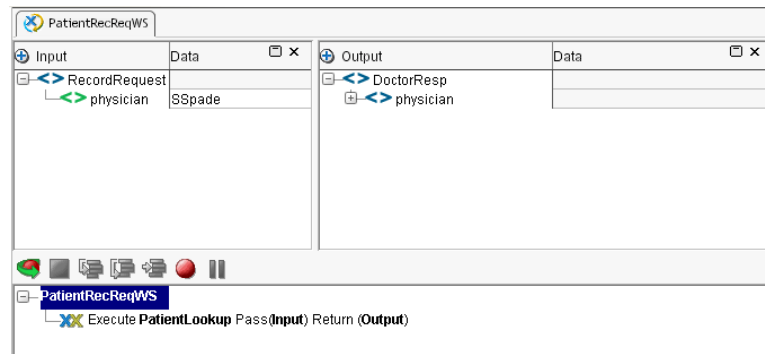 PatientRecReqWS
Input Data Output Data
RecordRequest DoctorResp
physician SSpade physician
PatientRecReqWS
Execute PatientLookup Pass(Input) Return (Output)